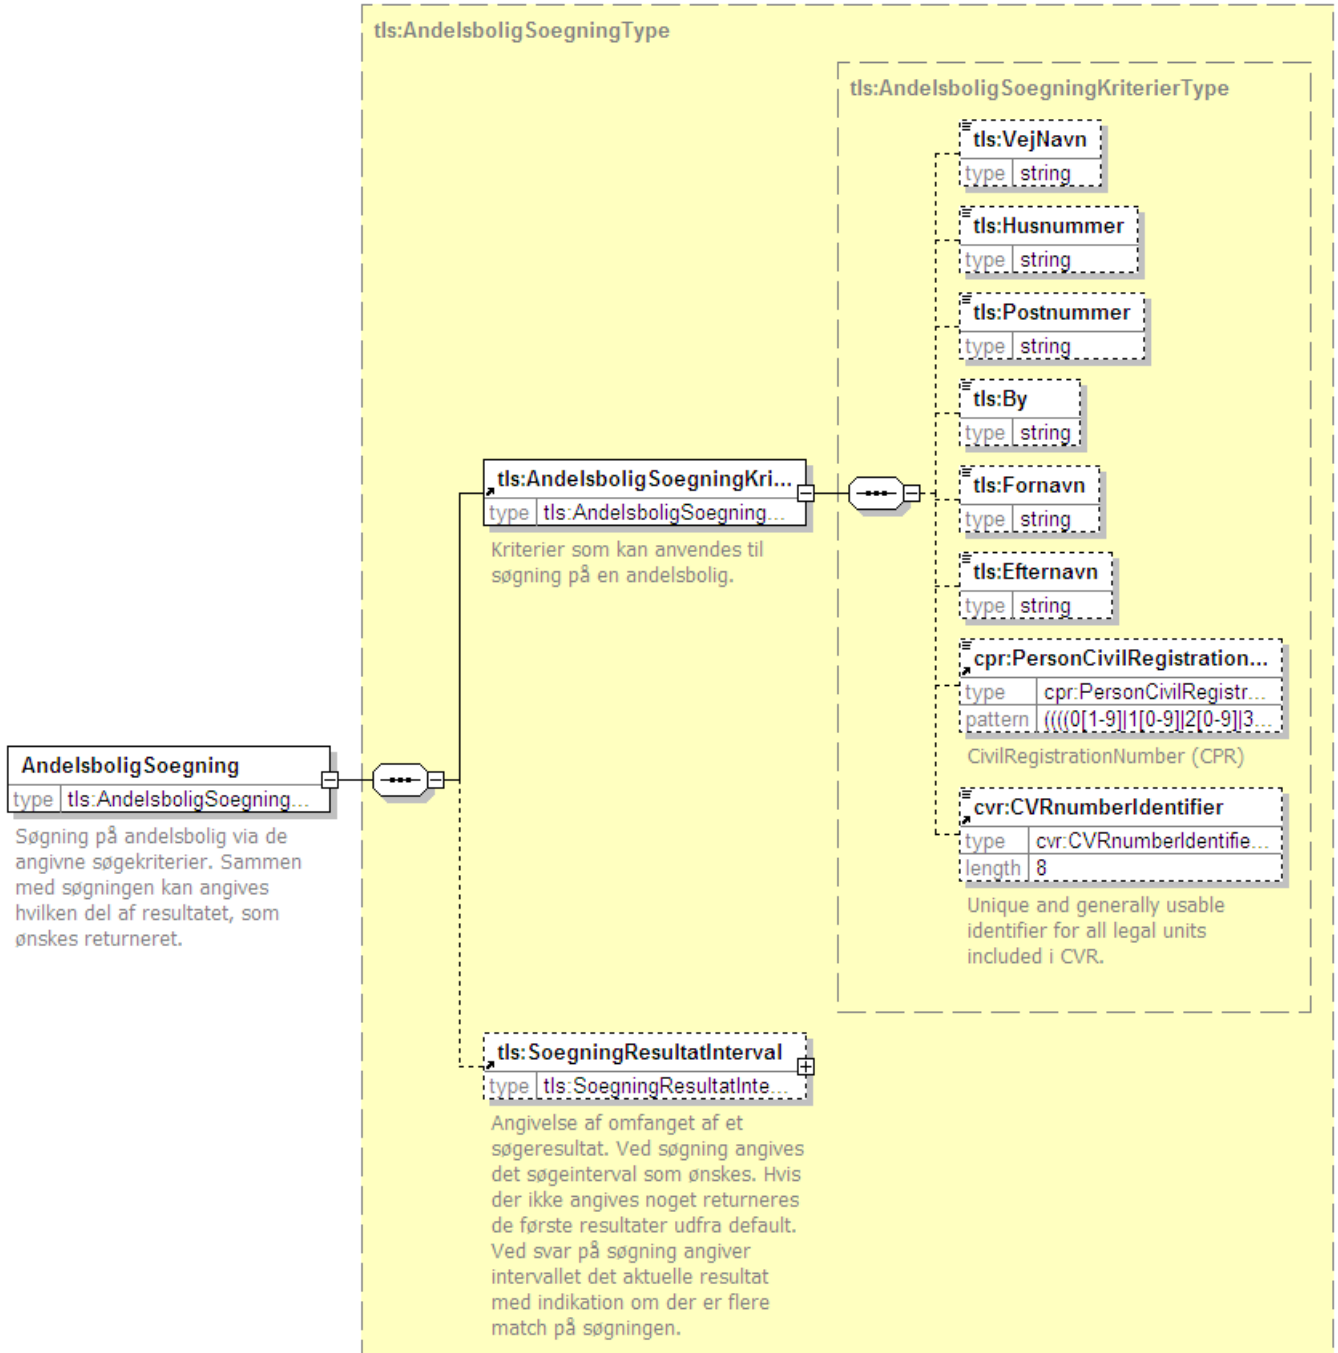 tls:AndelsboligSoegningType
tls:AndelsboligSoegningKriterierType
tls:VejNavn
type string
tls:Husnummer
type string
tls:Postnummer
type string
tls:By
type string
tls:Fornavn
type string
tls:Efternavn
type string
cpr:PersonCivilRegistration...
type cpr:PersonCivilRegistr...
pattern ((((0[1-9]|1[0-9]|2[0-9]|3...
CivilRegistrationNumber (CPR)
cvr:CVRnumberIdentifier
type cvr:CVRnumberIdentifie...
length 8
Unique and generally usable
identifier for all legal units
included i CVR.
tls:AndelsboligSoegningKri...
type tls:AndelsboligSoegning...
Kriterier som kan anvendes til
søgning på en andelsbolig.
AndelsboligSoegning
type tls:AndelsboligSoegning...
Søgning på andelsbolig via de
angivne søgekriterier. Sammen
med søgningen kan angives
hvilken del af resultatet, som
ønskes returneret.
tls:SoegningResultatInterval
type tls:SoegningResultatInte...
Angivelse af omfanget af et
søgeresultat. Ved søgning angives
det søgeinterval som ønskes. Hvis
der ikke angives noget returneres
de første resultater udfra default.
Ved svar på søgning angiver
intervallet det aktuelle resultat
med indikation om der er flere
match på søgningen.